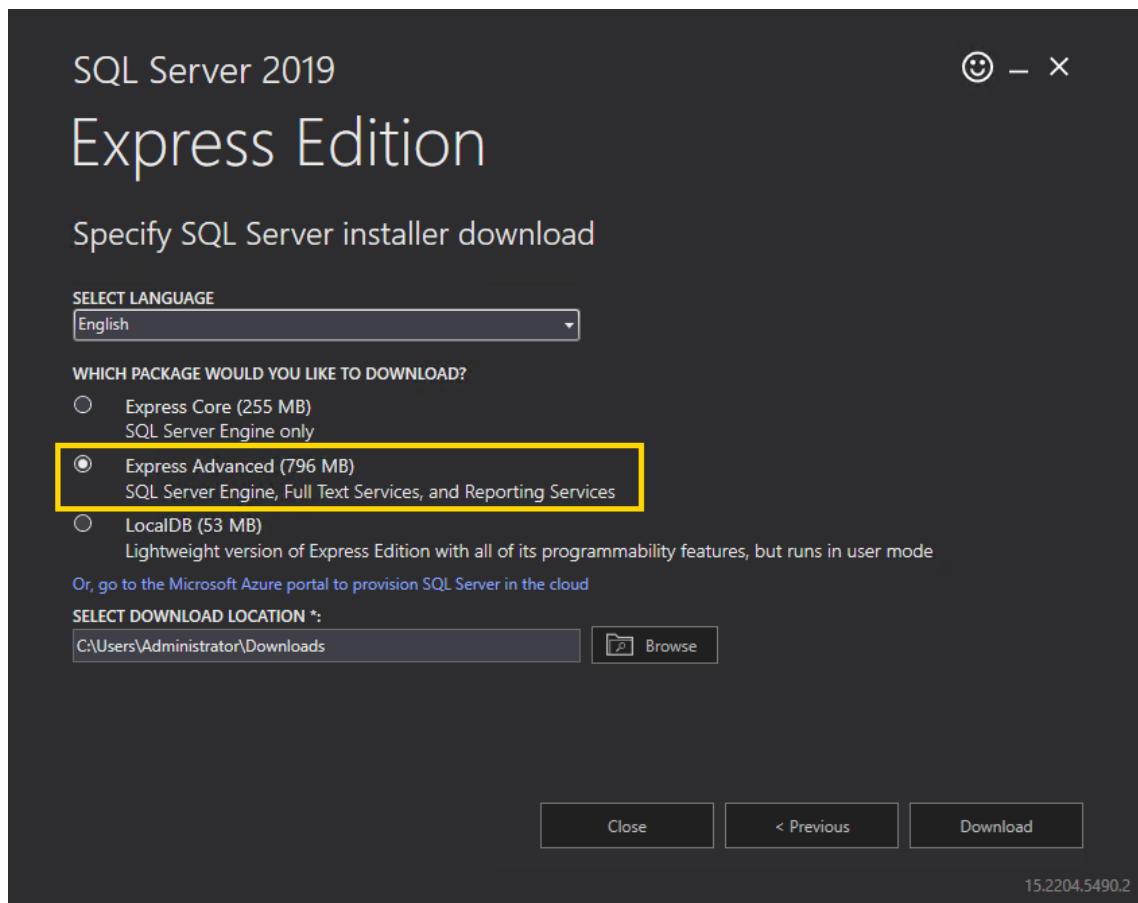 SQL Server 2019
Express Edition
Specify SQL Server installer download
SELECT LANGUAGE
English
WHICH PACKAGE WOULD YOU LIKE TO DOWNLOAD?
Express Core (255 MB)
SQL Server Engine only
Express Advanced (796 MB)
SQL Server Engine, Full Text Services, and Reporting Services
LocalDB (53 MB)
Lightweight version of Express Edition with all of its programmability features, but runs in user mode
Or, go to the Microsoft Azure portal to provision SQL Server in the cloud
SELECT DOWNLOAD LOCATION *:
C:\Users\Administrator\Downloads
Browse
Close
< Previous
Download
15.2204.5490.2